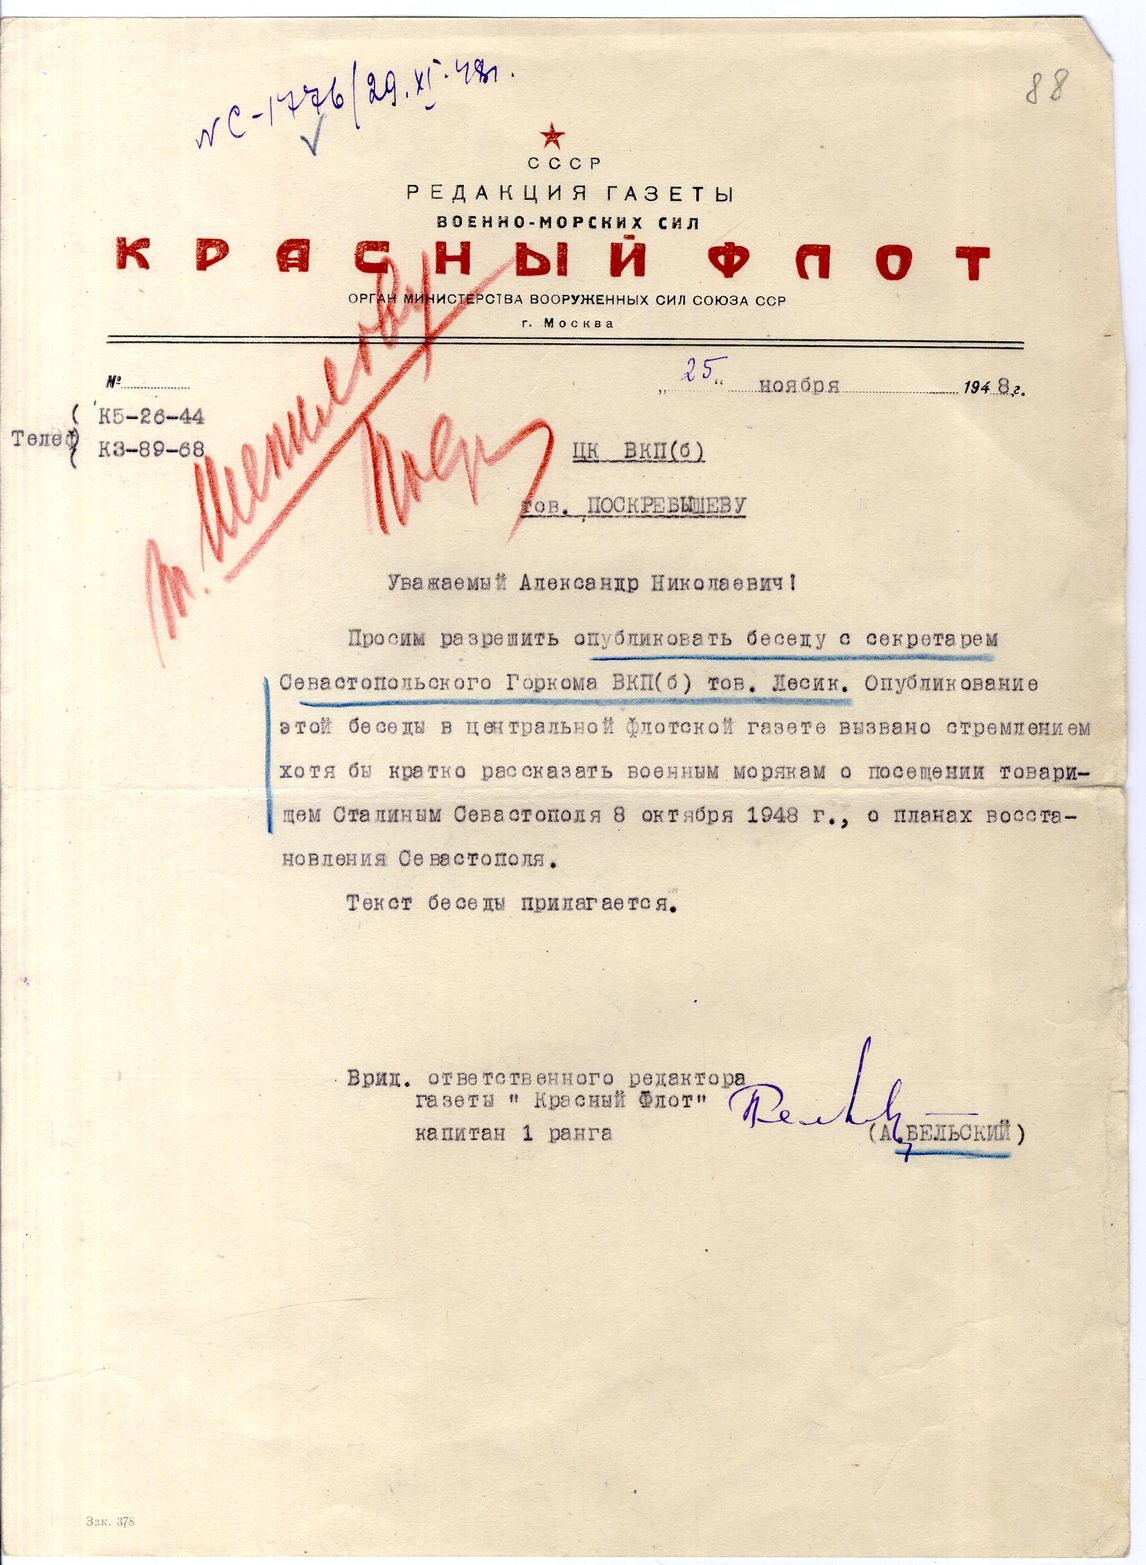 № С-1776/29.XI.48г.
88
СССР
РЕДАКЦИЯ ГАЗЕТЫ
ВОЕННО-МОРСКИХ СИЛ
КРАСНЫЙ ФЛОТ
ОРГАН МИНИСТЕРСТВА ВООРУЖЕННЫХ СИЛ СОЮЗА ССР
г. Москва
№
„25“ ноября 1948 г.
Телеф
К5-26-44
К3-89-68
т. Шепилову
ЦК ВКП(б)
тов. ПОСКРЕБЫШЕВУ
Уважаемый Александр Николаевич!
Просим разрешить опубликовать беседу с секретарем
Севастопольского Горкома ВКП(б) тов. Лесик. Опубликование
этой беседы в центральной флотской газете вызвано стремлением
хотя бы кратко рассказать военным морякам о посещении товари-
щем Сталиным Севастополя 8 октября 1948 г., о планах восста-
новления Севастополя.
Текст беседы прилагается.
Врид. ответственного редактора
газеты " Красный Флот"
капитан 1 ранга
(А.БЕЛЬСКИЙ)
Зак. 378